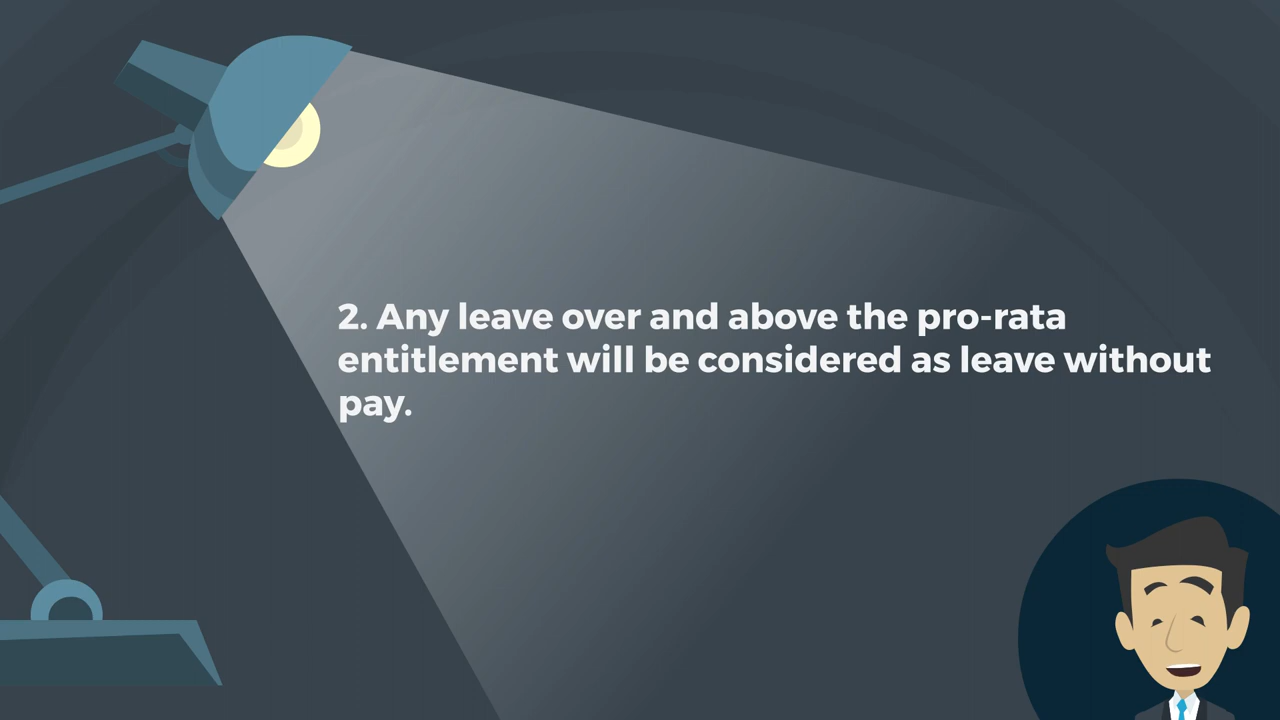 2. Any leave over and above the pro-rata
entitlement will be considered as leave without
pay.